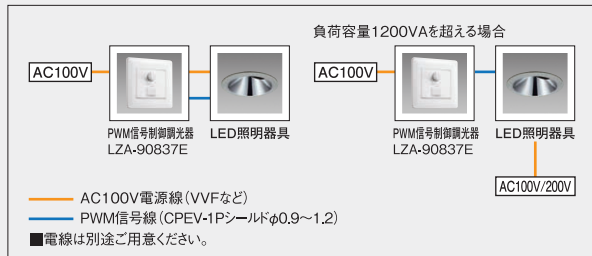 負荷容量1200VAを超える場合
AC100V
PWM信号制御調光器
LZA-90837E
LED照明器具
AC100V
PWM信号制御調光器
LZA-90837E
LED照明器具
AC100V/200V
AC100V電源線(VVFなど)
PWM信号線(CPEV-1Pシールドφ0.9~1.2)
■電線は別途ご用意ください。